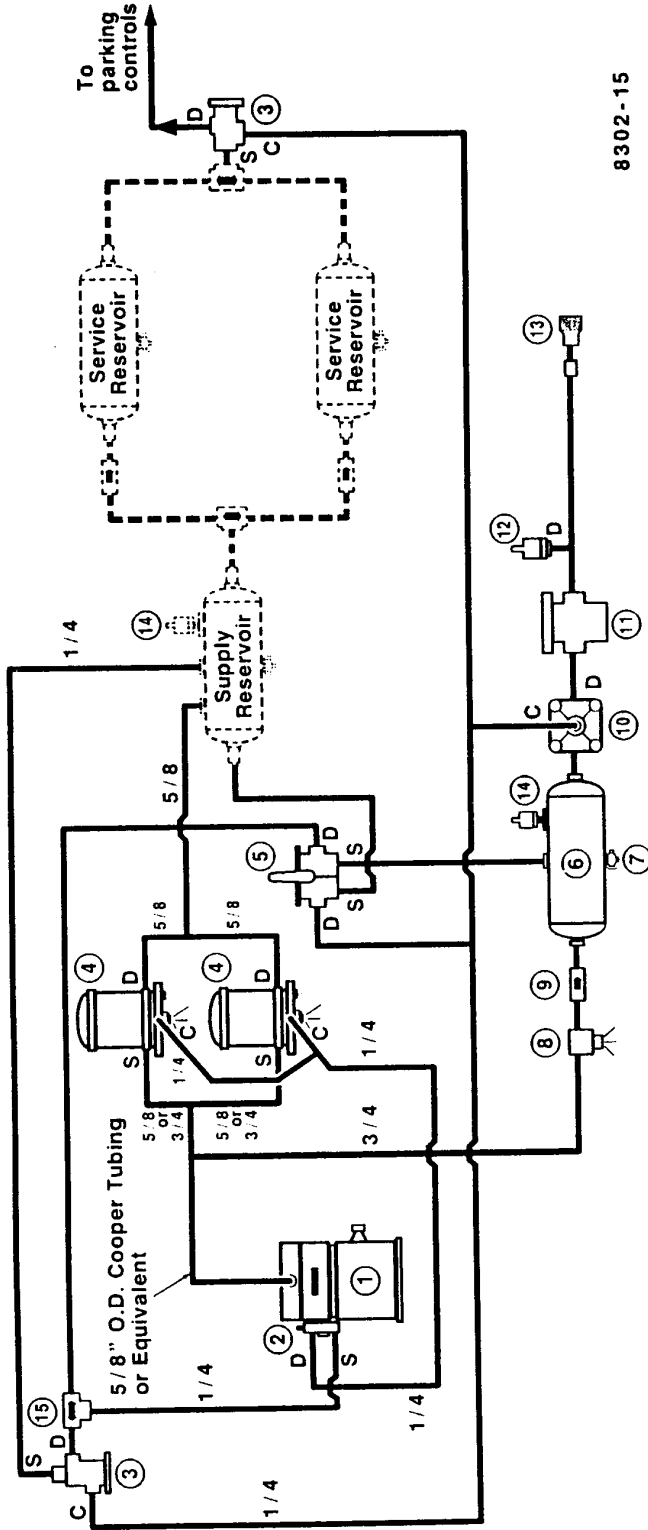 To
parking
controls
D
3
S
C
Service
Reservoir
Service
Reservoir
8302-15
13
12
D
11
D
C
10
14
1/4
Supply
Reservoir
5/8
5
D
S
S
D
14
6
7
9
8
4
D
5/8
5/8
4
D
S
C
1/4
S
C
1/4
5/8
or
3/4
5/8
or
3/4
3/4
5/8" O.D. Cooper Tubing
or Equivalent
1
2
D
S
1/4
1/4
15
D
S
3
C
1/4